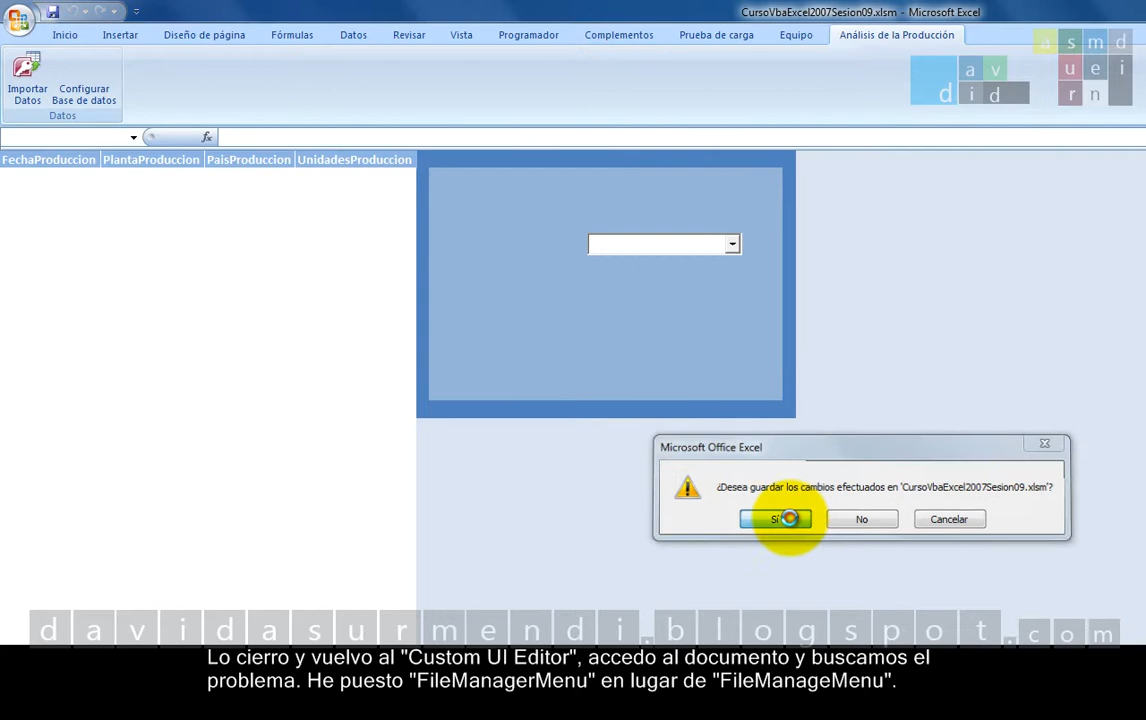 CursoVbaExcel2007Sesion09.xlsm - Microsoft Excel
Inicio Insertar Diseño de página Fórmulas Datos Revisar Vista Programador Complementos Prueba de carga Equipo Análisis de la Producción
a s m d
u e i
r n
a v
d i d
Importar Datos
Configurar Base de datos
Datos
fx
FechaProduccion PlantaProduccion PaisProduccion UnidadesProduccion
Microsoft Office Excel
¿Desea guardar los cambios efectuados en 'CursoVbaExcel2007Sesion09.xlsm'?
Sí No Cancelar
davidasurmendi.blogspot.com
Lo cierro y vuelvo al "Custom UI Editor", accedo al documento y buscamos el
problema. He puesto "FileManagerMenu" en lugar de "FileManageMenu".